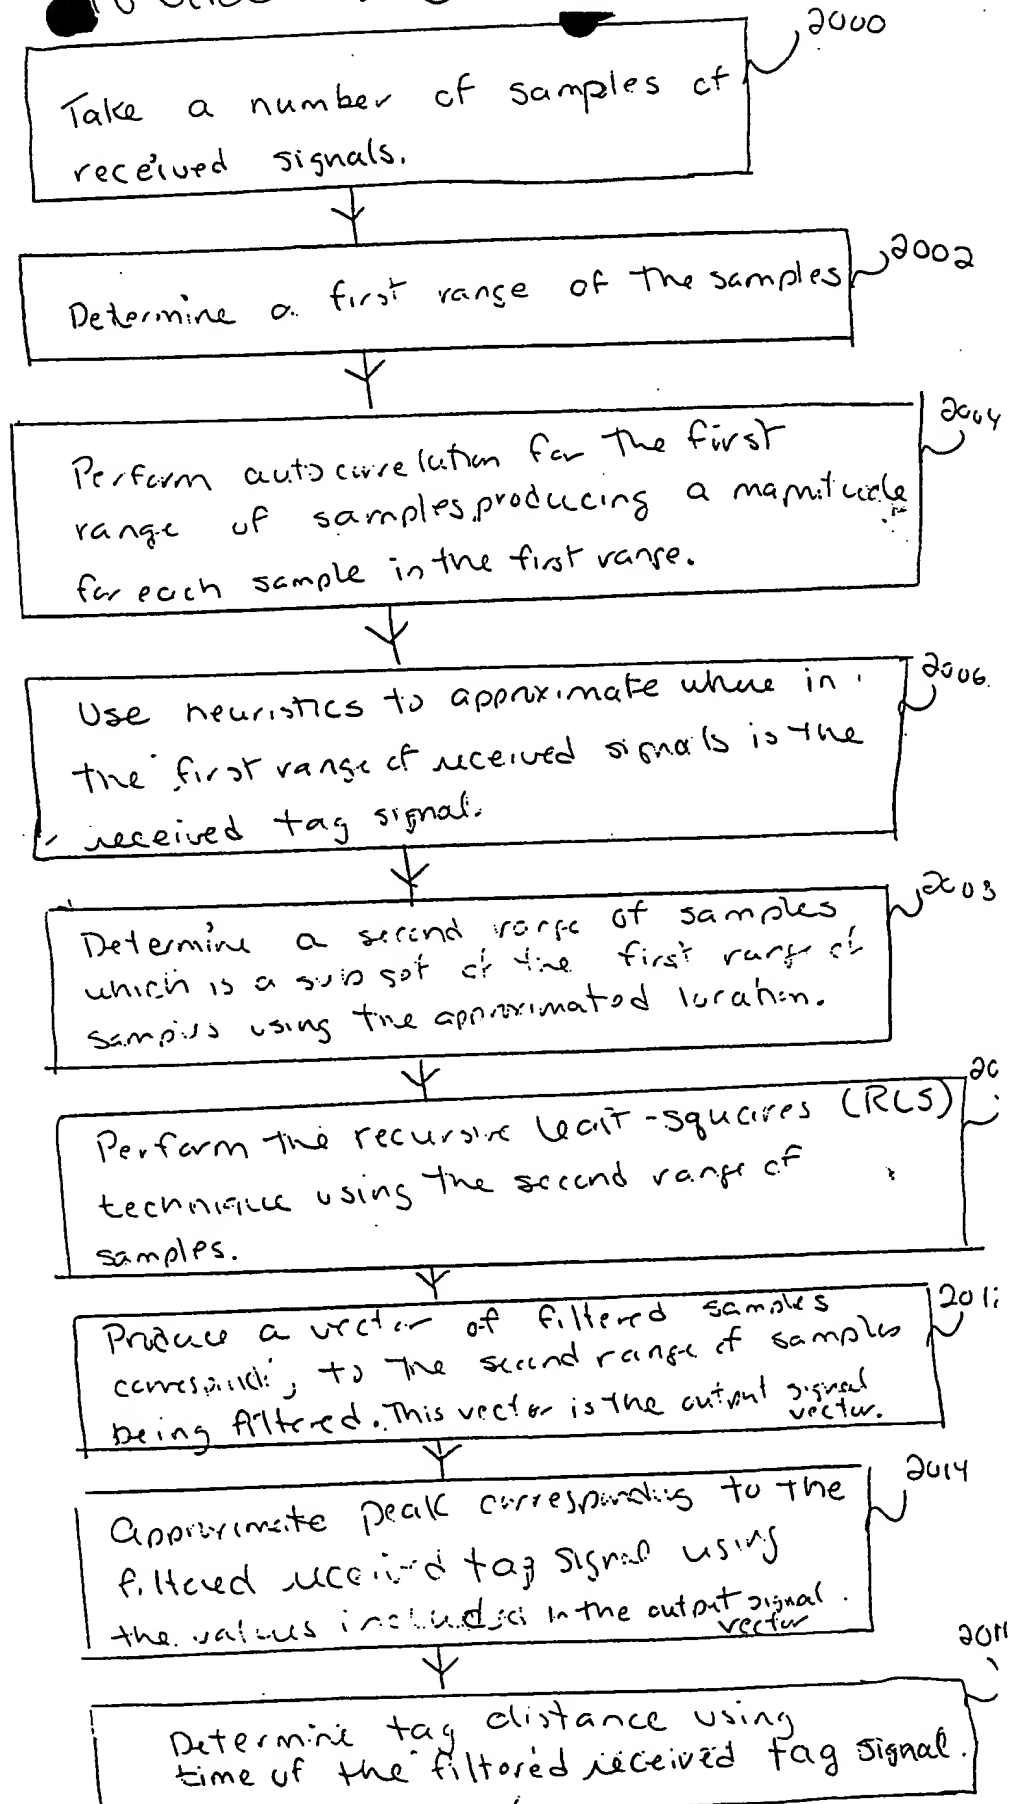 2000
Take a number of samples of
received signals.
2002
Determine a first range of the samples
2004
Perform autocorrelation for the first
range of samples, producing a magnitude
for each sample in the first range.
2006
Use heuristics to approximate where in
the first range of received signals is the
received tag signal.
2008
Determine a second range of samples
which is a subset of the first range of
samples using the approximated location.
20
Perform the recursive least-squares (RLS)
technique using the second range of
samples.
201
Produce a vector of filtered samples
corresponding to the second range of samples
being filtered. This vector is the output signal
vector.
2014
Approximate peak corresponding to the
filtered received tag signal using
the values included in the output signal
vector
201
Determine tag distance using
time of the filtered received tag signal.